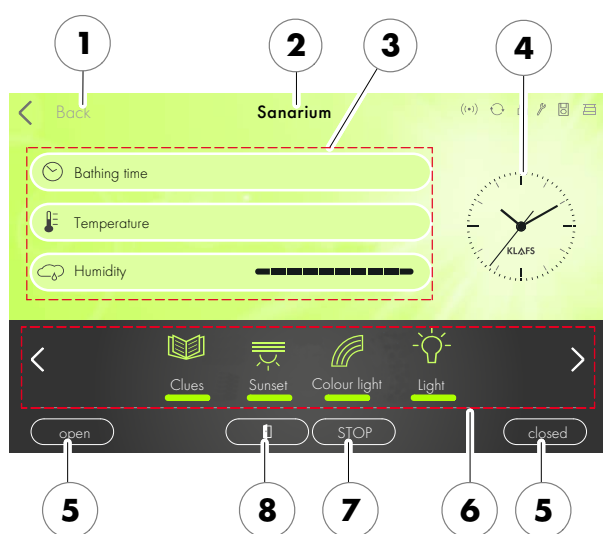 1 2 3 4
Back Sanarium
Bathing time
Temperature
Humidity
KLAFS
Clues Sunset Colour light Light
open STOP closed
5 8 7 6 5